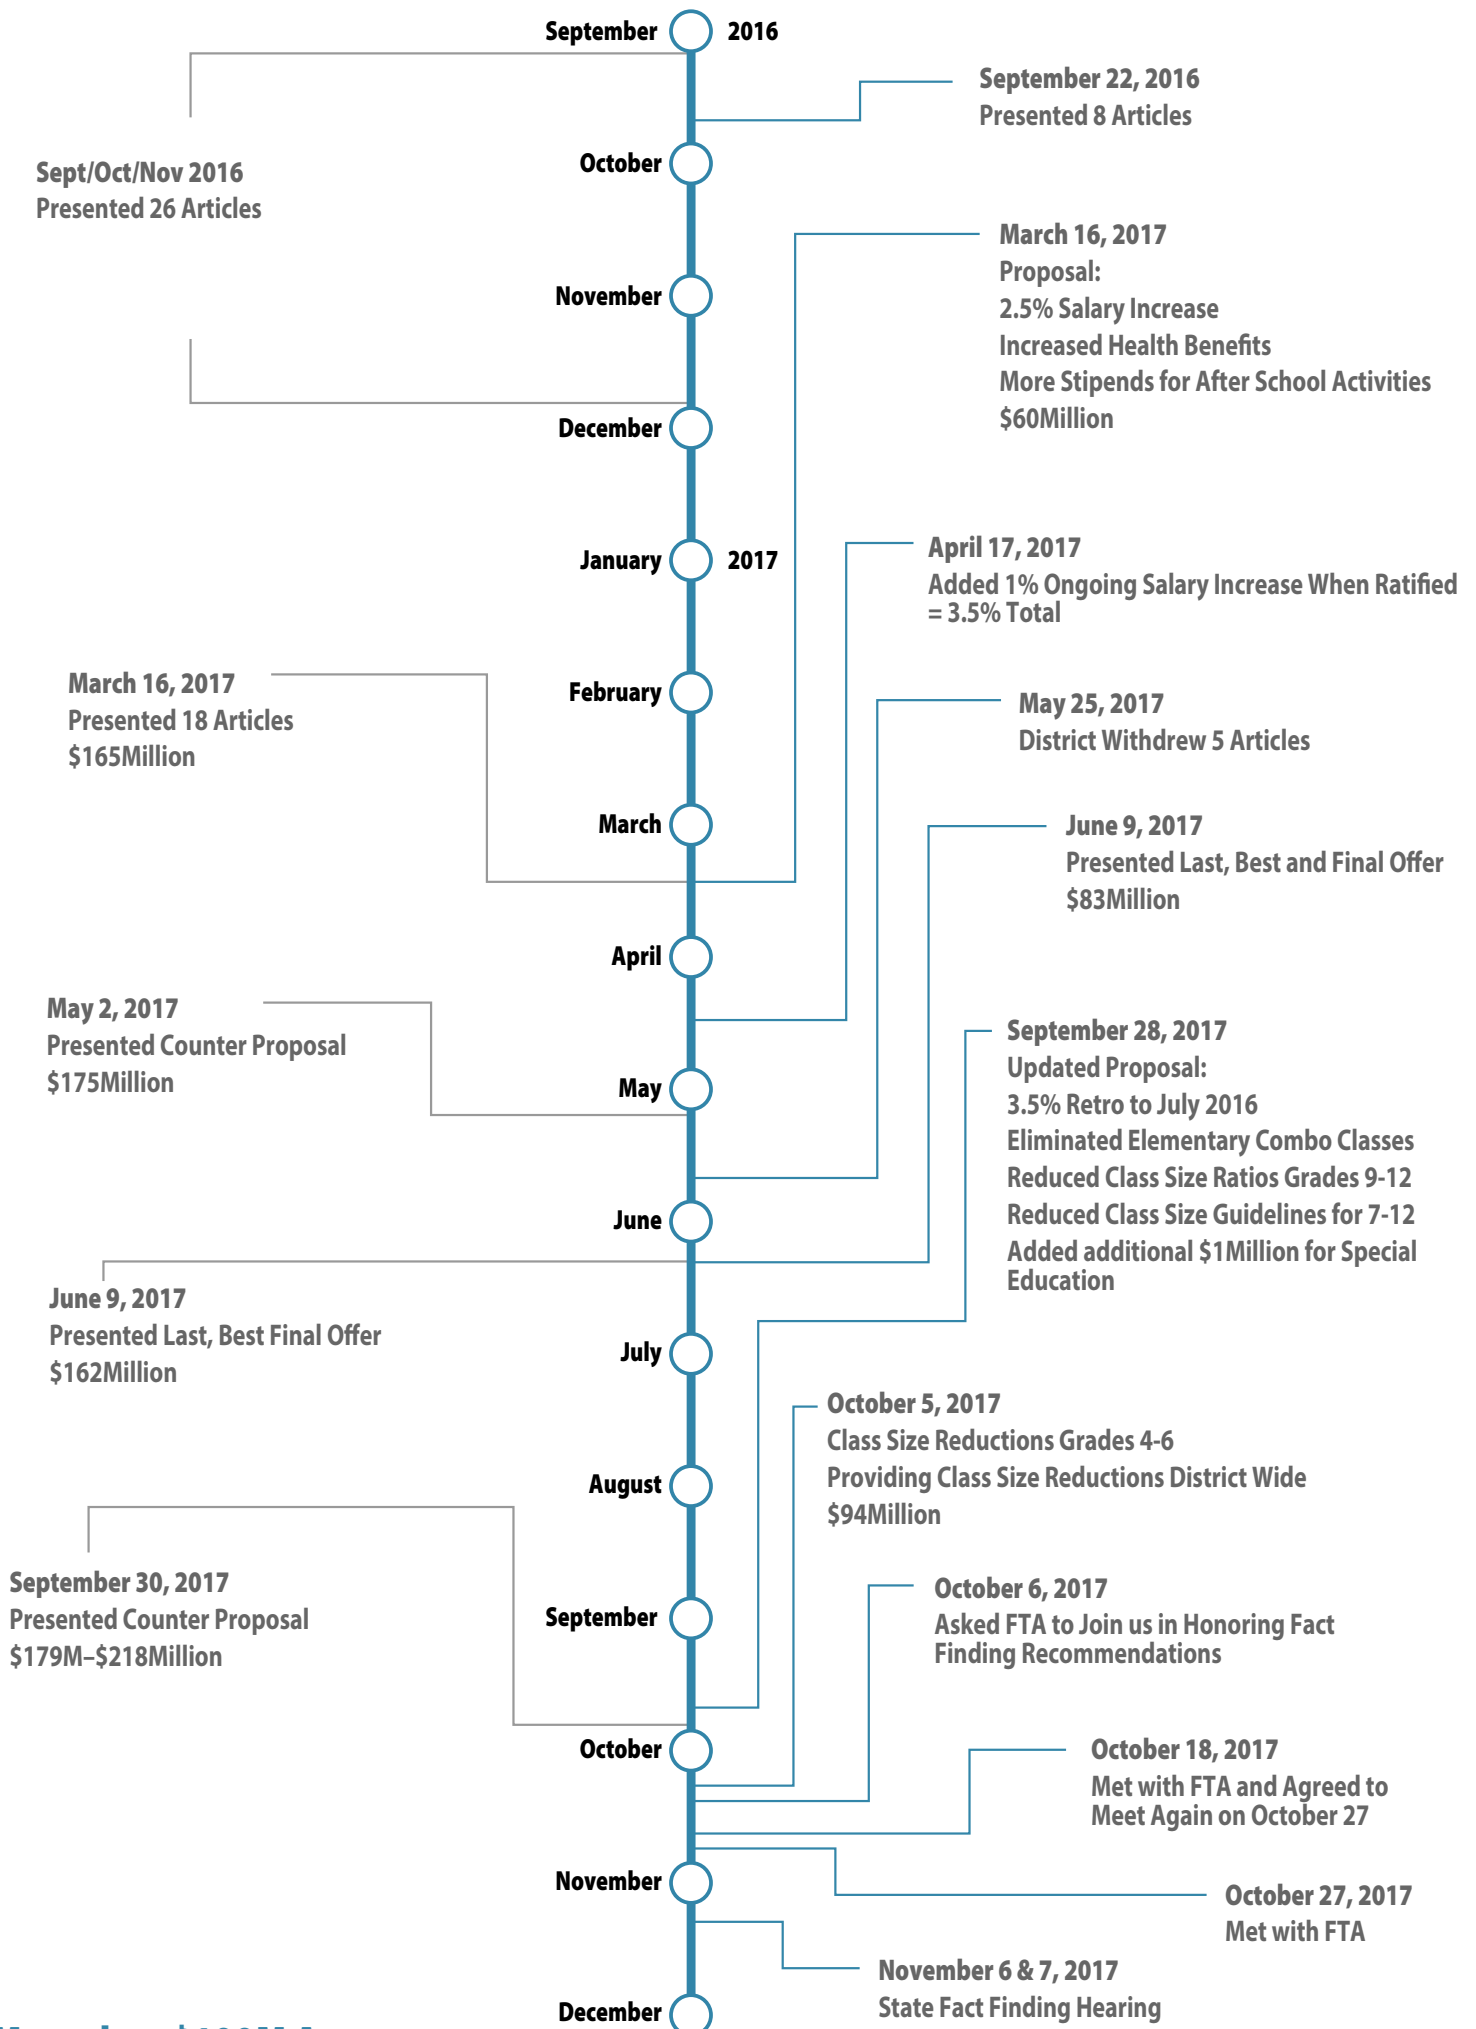 September 2016
September 22, 2016
Presented 8 Articles
October
Sept/Oct/Nov 2016
Presented 26 Articles
March 16, 2017
Proposal:
2.5% Salary Increase
Increased Health Benefits
More Stipends for After School Activities
$60Million
November
December
January 2017
April 17, 2017
Added 1% Ongoing Salary Increase When Ratified
= 3.5% Total
March 16, 2017
Presented 18 Articles
$165Million
February
May 25, 2017
District Withdrew 5 Articles
March
June 9, 2017
Presented Last, Best and Final Offer
$83Million
April
May 2, 2017
Presented Counter Proposal
$175Million
May
September 28, 2017
Updated Proposal:
3.5% Retro to July 2016
Eliminated Elementary Combo Classes
Reduced Class Size Ratios Grades 9-12
Reduced Class Size Guidelines for 7-12
Added additional $1Million for Special
Education
June
June 9, 2017
Presented Last, Best Final Offer
$162Million
July
October 5, 2017
Class Size Reductions Grades 4-6
Providing Class Size Reductions District Wide
$94Million
August
September 30, 2017
Presented Counter Proposal
$179M–$218Million
September
October 6, 2017
Asked FTA to Join us in Honoring Fact
Finding Recommendations
October
October 18, 2017
Met with FTA and Agreed to
Meet Again on October 27
November
October 27, 2017
Met with FTA
November 6 & 7, 2017
State Fact Finding Hearing
December